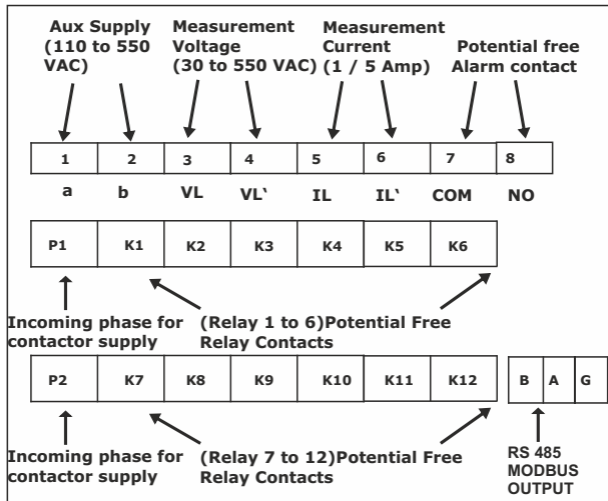 Aux Supply Measurement Measurement
(110 to 550 Voltage Current Potential free
VAC) (30 to 550 VAC) (1 / 5 Amp) Alarm contact
1 2 3 4 5 6 7 8
a b VL VL‛ IL IL‛ COM NO
P1 K1 K2 K3 K4 K5 K6
Incoming phase for (Relay 1 to 6)Potential Free
contactor supply Relay Contacts
P2 K7 K8 K9 K10 K11 K12 B A G
Incoming phase for (Relay 7 to 12)Potential Free
contactor supply Relay Contacts
RS 485
MODBUS
OUTPUT